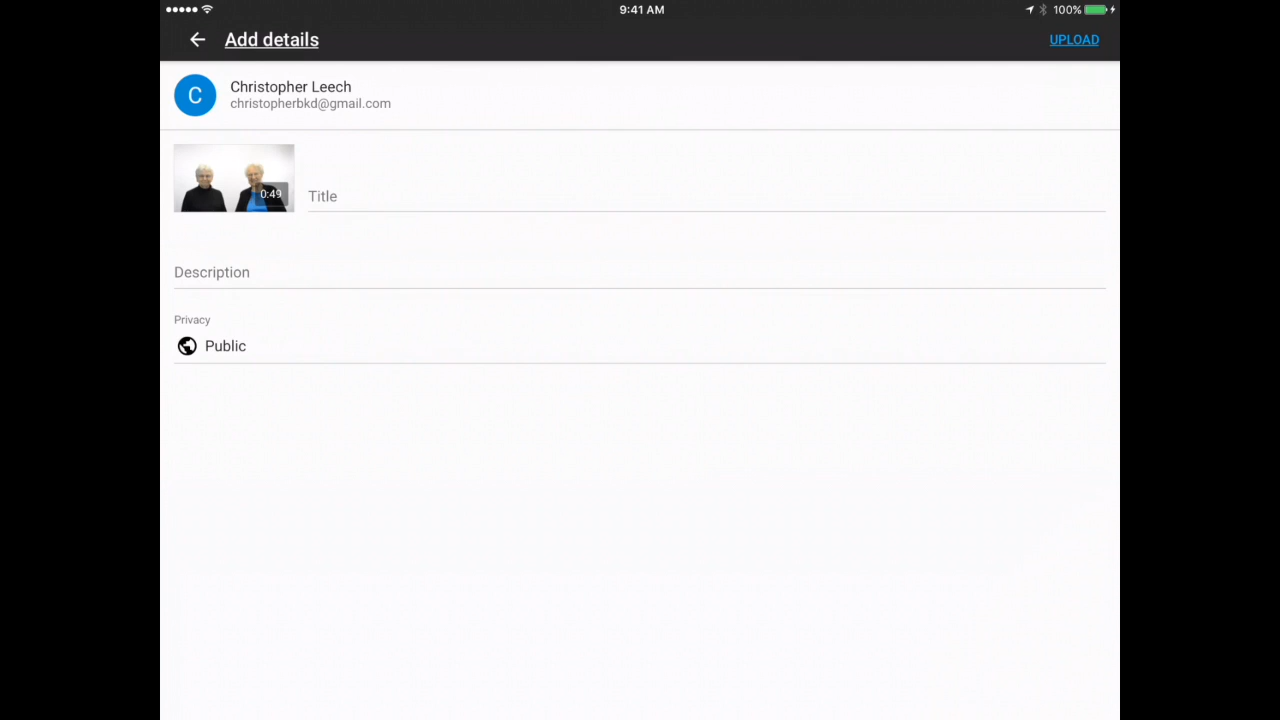 9:41 AM
100%
Add details
UPLOAD
C
Christopher Leech
christopherbkd@gmail.com
0:49
Title
Description
Privacy
Public